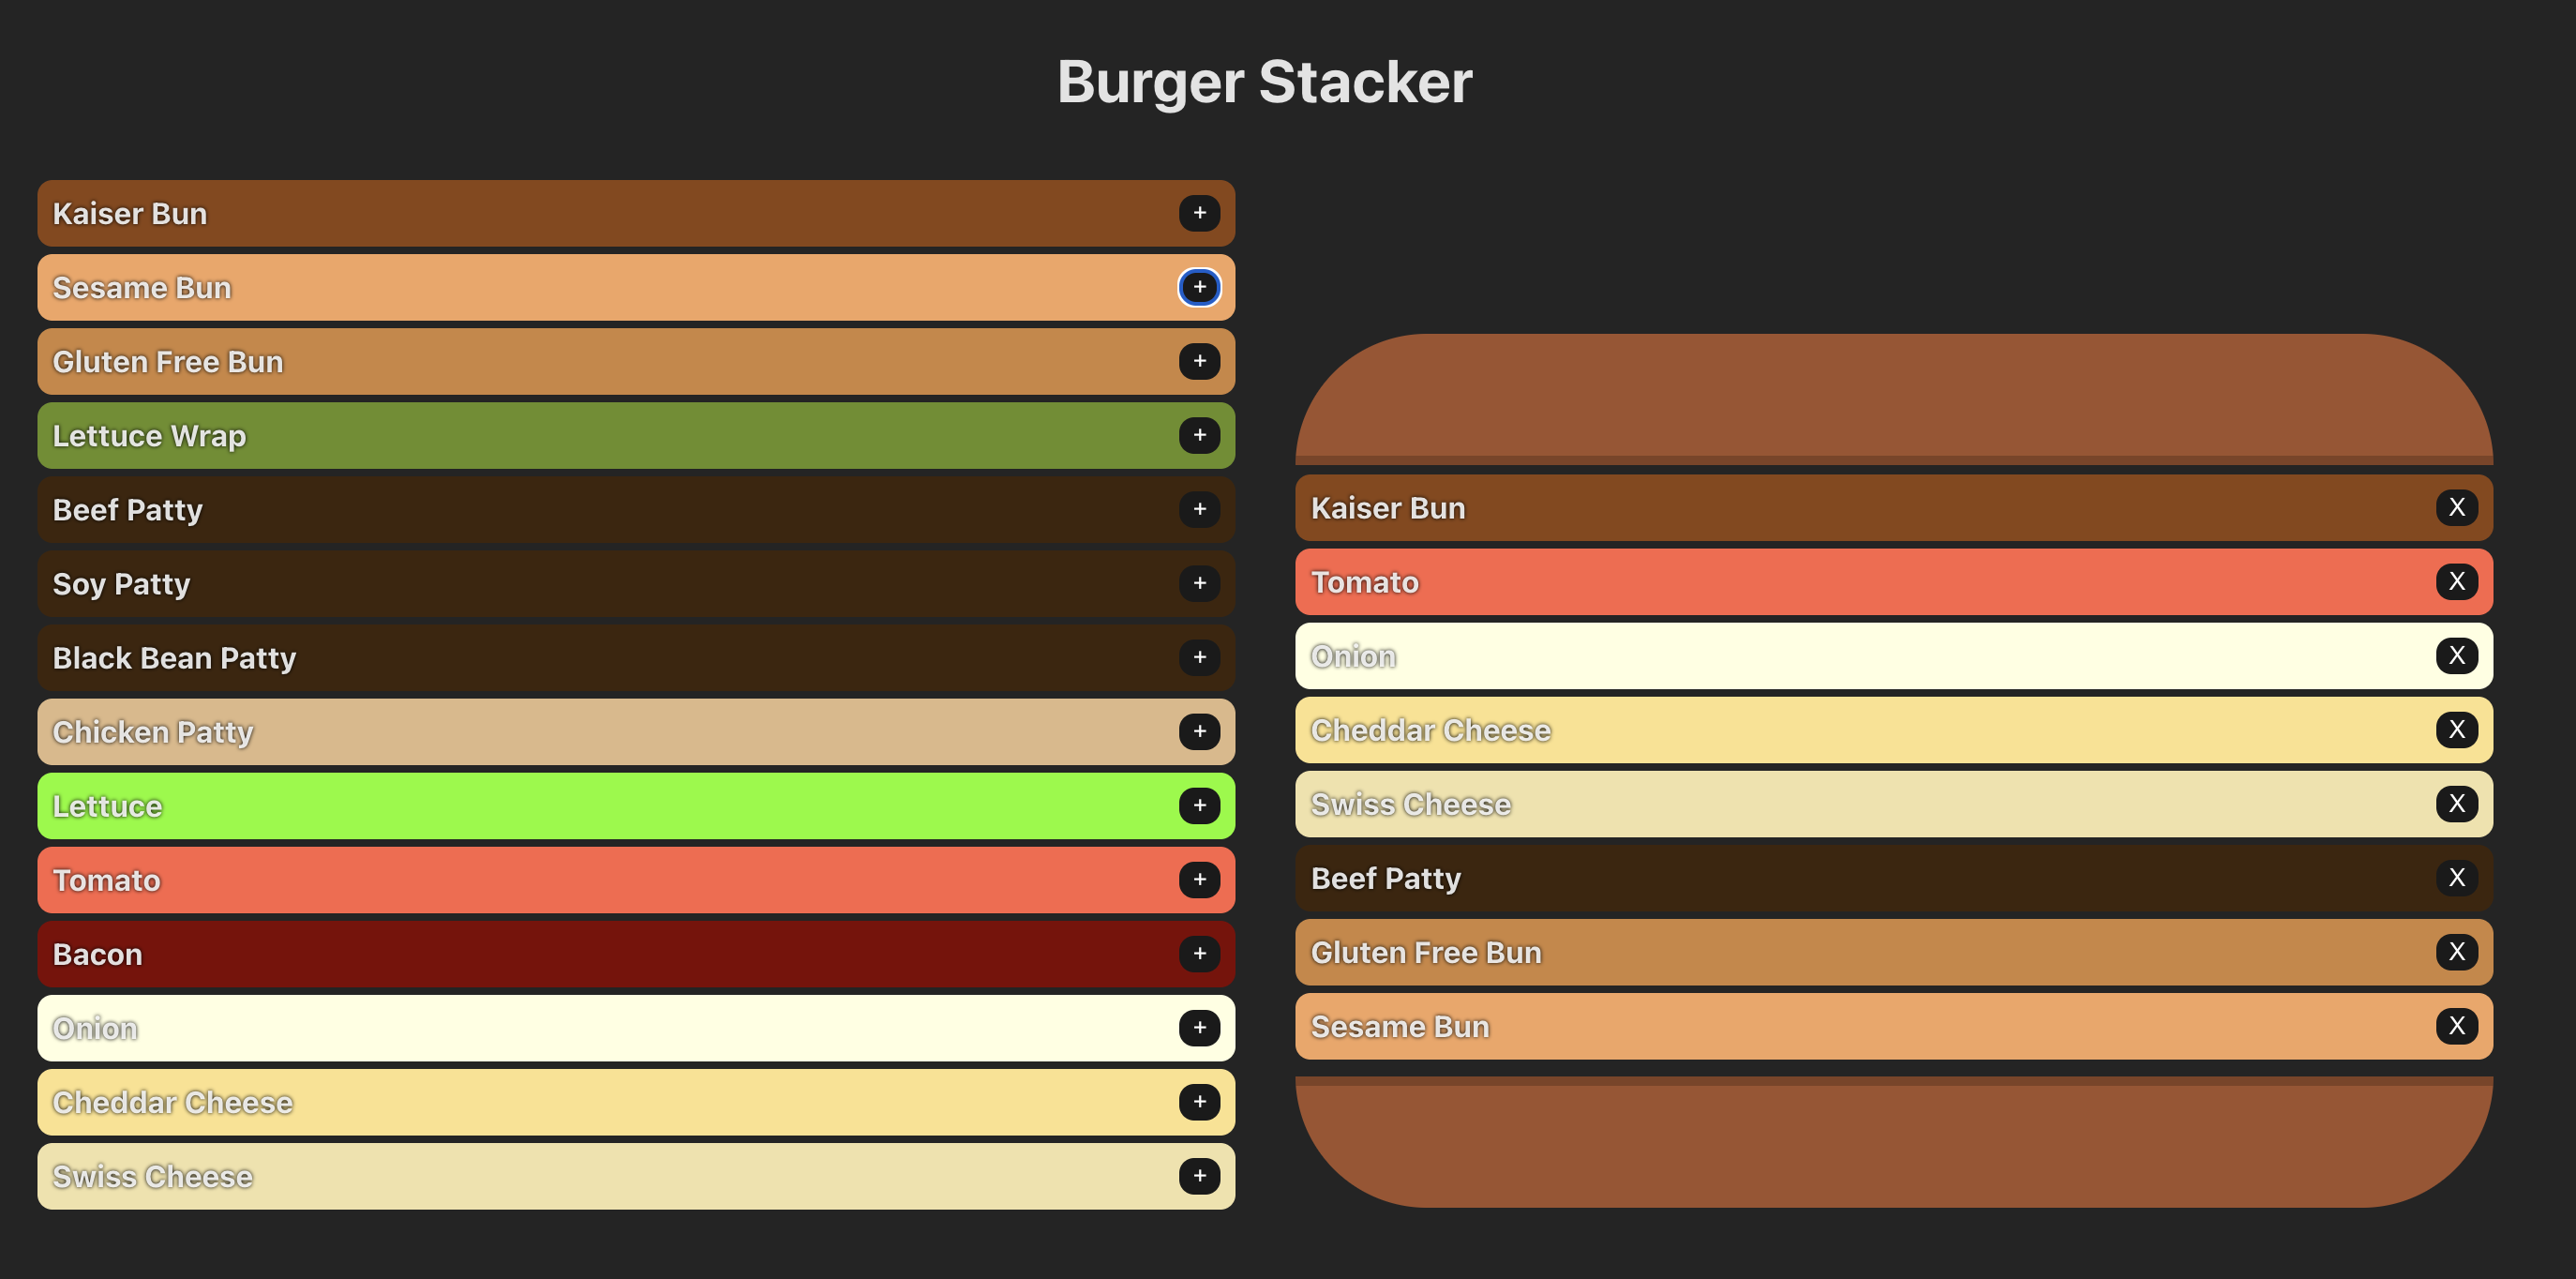 Burger Stacker
Kaiser Bun +
Sesame Bun +
Gluten Free Bun +
Lettuce Wrap +
Beef Patty +
Soy Patty +
Black Bean Patty +
Chicken Patty +
Lettuce +
Tomato +
Bacon +
Onion +
Cheddar Cheese +
Swiss Cheese +
Kaiser Bun X
Tomato X
Onion X
Cheddar Cheese X
Swiss Cheese X
Beef Patty X
Gluten Free Bun X
Sesame Bun X